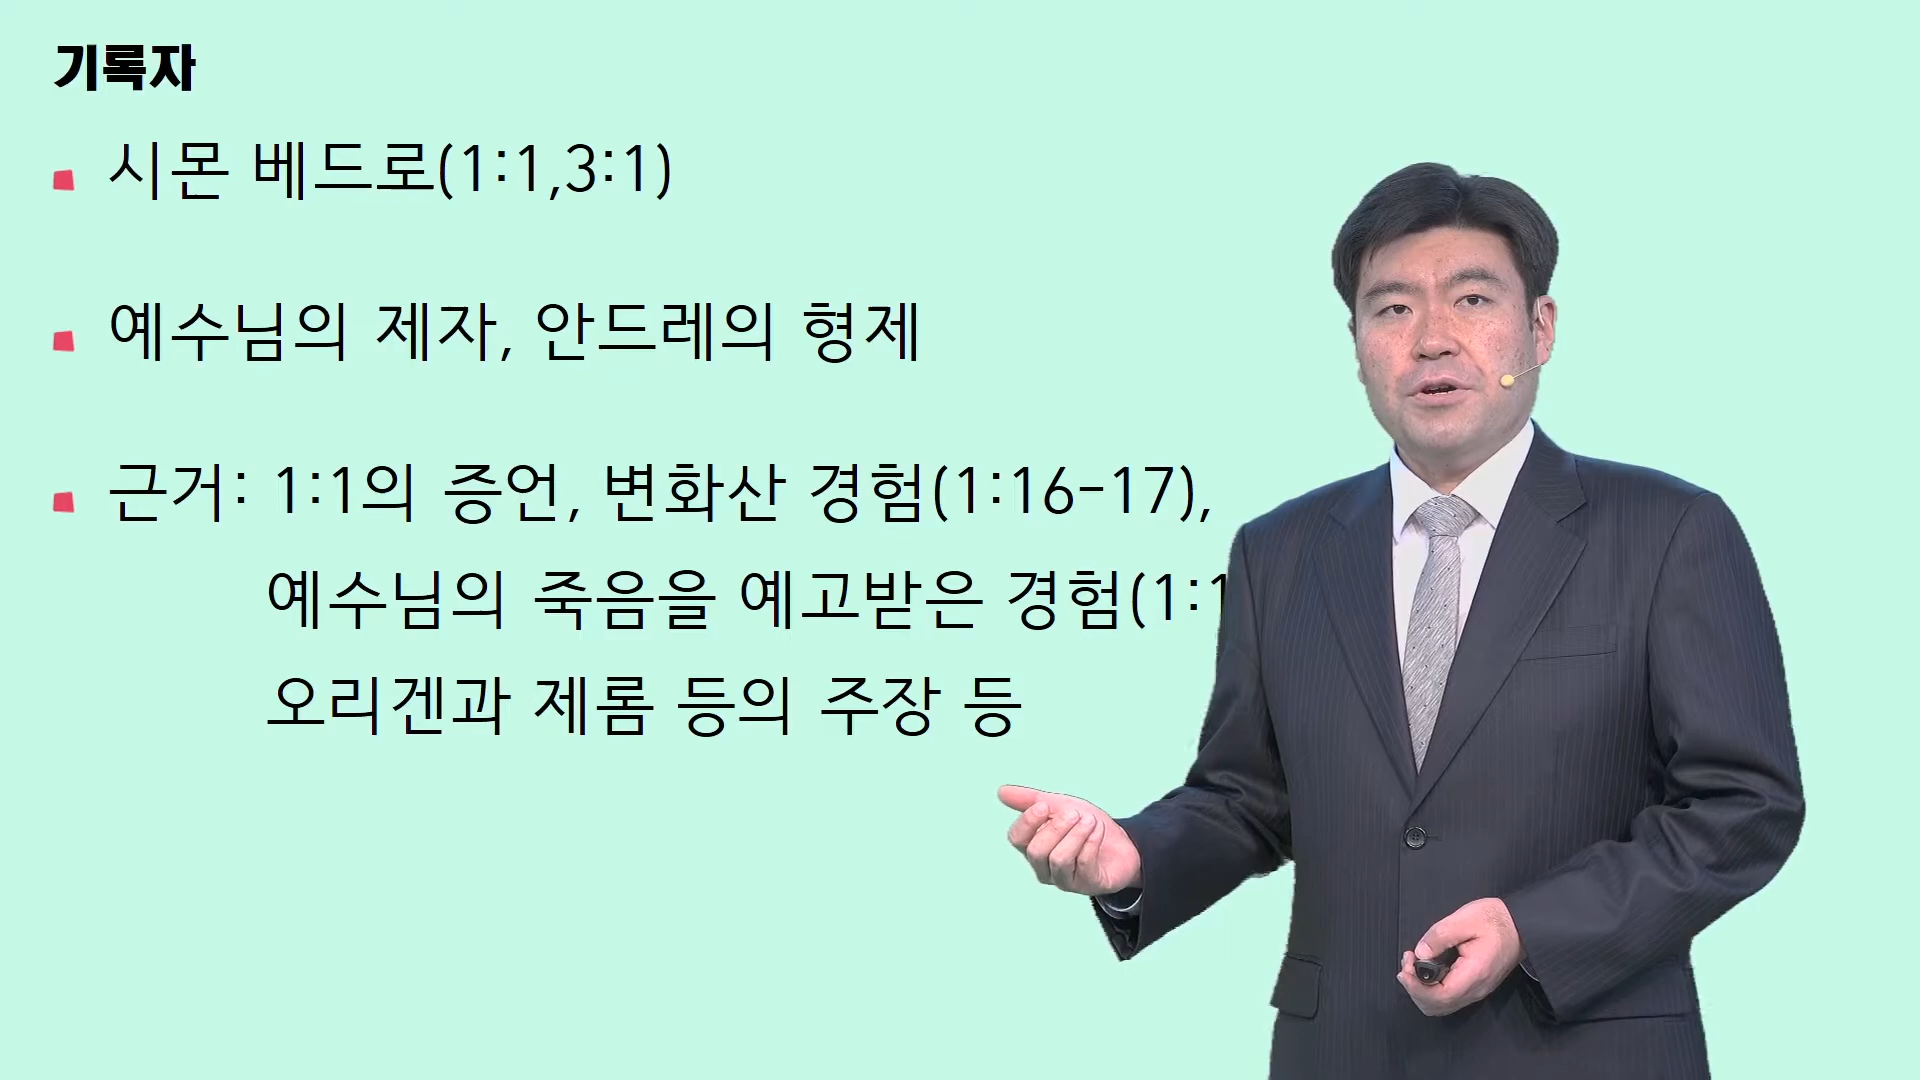 기록자
시몬 베드로(1:1,3:1)
예수님의 제자, 안드레의 형제
근거: 1:1의 증언, 변화산 경험(1:16-17),
예수님의 죽음을 예고받은 경험(1:1
오리겐과 제롬 등의 주장 등